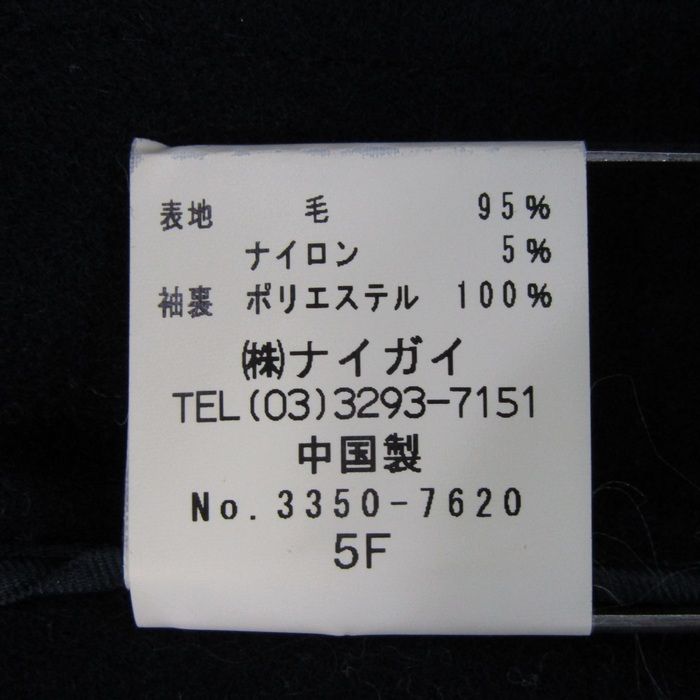 表地 毛 95%
ナイロン 5%
袖裏 ポリエステル 100%
㈱ナイガイ
TEL(03)3293-7151
中国製
No.3350-7620
5F